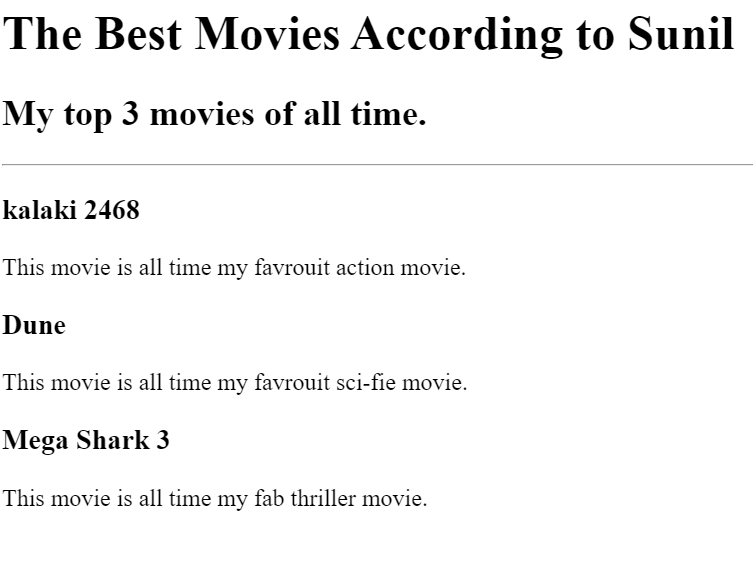 The Best Movies According to Sunil
My top 3 movies of all time.
kalaki 2468
This movie is all time my favrouit action movie.
Dune
This movie is all time my favrouit sci-fie movie.
Mega Shark 3
This movie is all time my fab thriller movie.